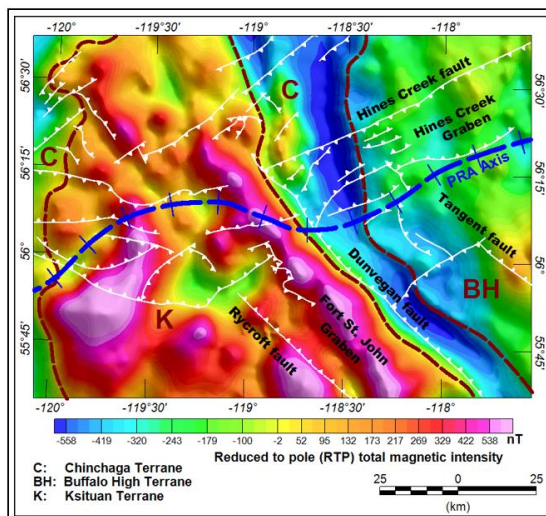 -120° -119°30' -119° -118°30' -118°
56°30'
56°15'
56°
55°45'
56°30'
56°15'
56°
55°45'
C
C
Hines Creek fault
Hines Creek
Graben
PRA Axis
Tangent fault
BH
Dunvegan fault
Fort St. John
Graben
K
Rycroft fault
-120° -119°30' -119° -118°30' -118°
-558 -419 -320 -243 -179 -100 -2 52 95 132 173 217 269 329 422 538 nT
Reduced to pole (RTP) total magnetic intensity
C: Chinchaga Terrane
BH: Buffalo High Terrane
K: Ksituan Terrane
25 0 25
(km)